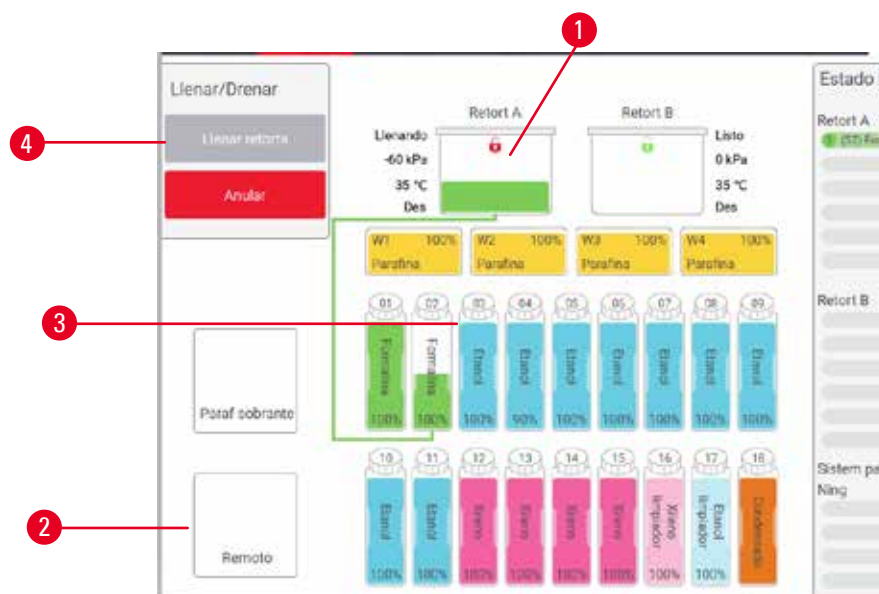 1
Llenar/Drenar
Llenar retorta
Anular
4
Retort A
Llenando
-60 kPa
35 °C
Des
Retort B
Listo
0 kPa
35 °C
Des
W1 100%
Parafina
W2 100%
Parafina
W3 100%
Parafina
W4 100%
Parafina
3
01 02 03 04 05 06 07 08 09
Formalina Formalina Etanol Etanol Etanol Etanol Etanol Etanol Etanol
100% 100% 100% 90% 100% 100% 100% 100% 100%
Paraf sobrante
2
Remoto
10 11 12 13 14 15 16 17 18
Etanol Etanol Xileno Xileno Xileno Xileno Xileno limpiador Etanol limpiador Condensado
100% 100% 100% 100% 100% 100% 100% 100%
Estado
Retort A
Retort B
Sistem pa
Ning